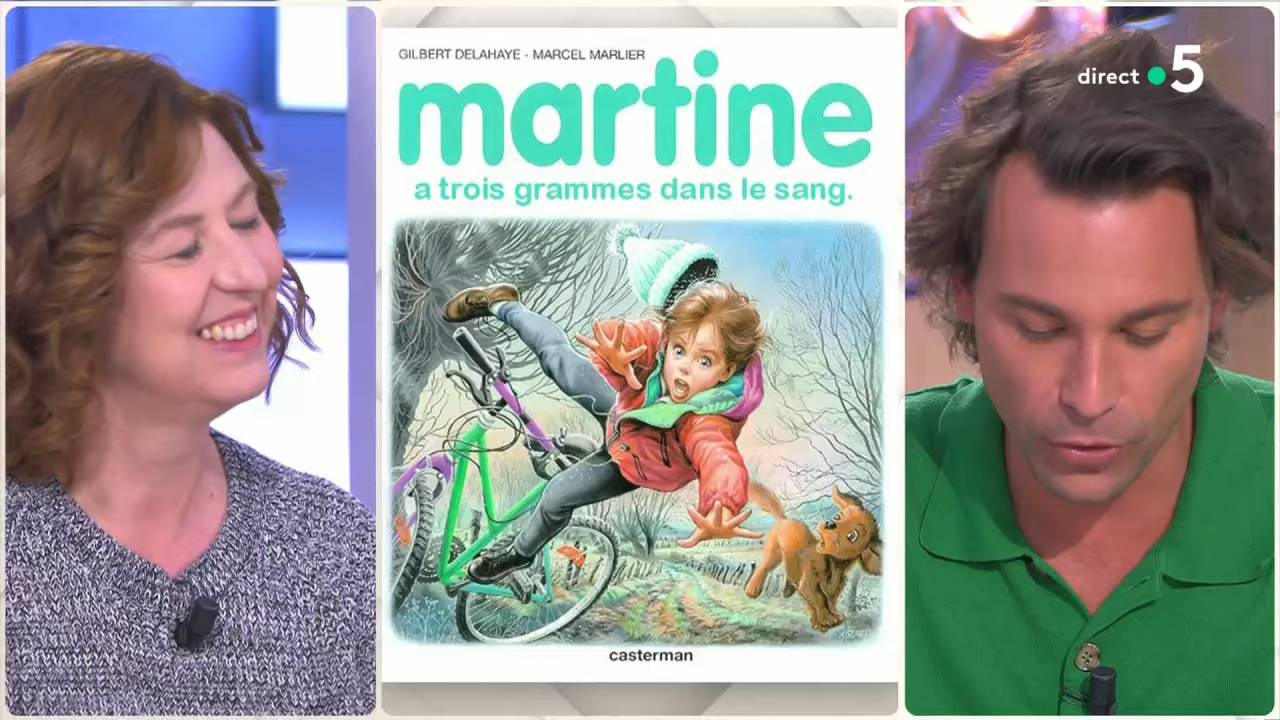 GILBERT DELAHAYE - MARCEL MARLIER
martine
a trois grammes dans le sang.
casterman
direct 5